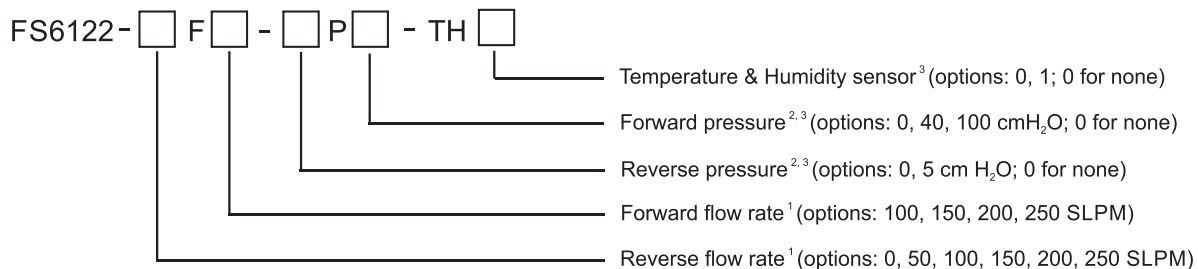 FS6122-□F□-□P□-TH□
Temperature & Humidity sensor³ (options: 0, 1; 0 for none)
Forward pressure²,³ (options: 0, 40, 100 cmH₂O; 0 for none)
Reverse pressure²,³ (options: 0, 5 cm H₂O; 0 for none)
Forward flow rate¹ (options: 100, 150, 200, 250 SLPM)
Reverse flow rate¹ (options: 0, 50, 100, 150, 200, 250 SLPM)